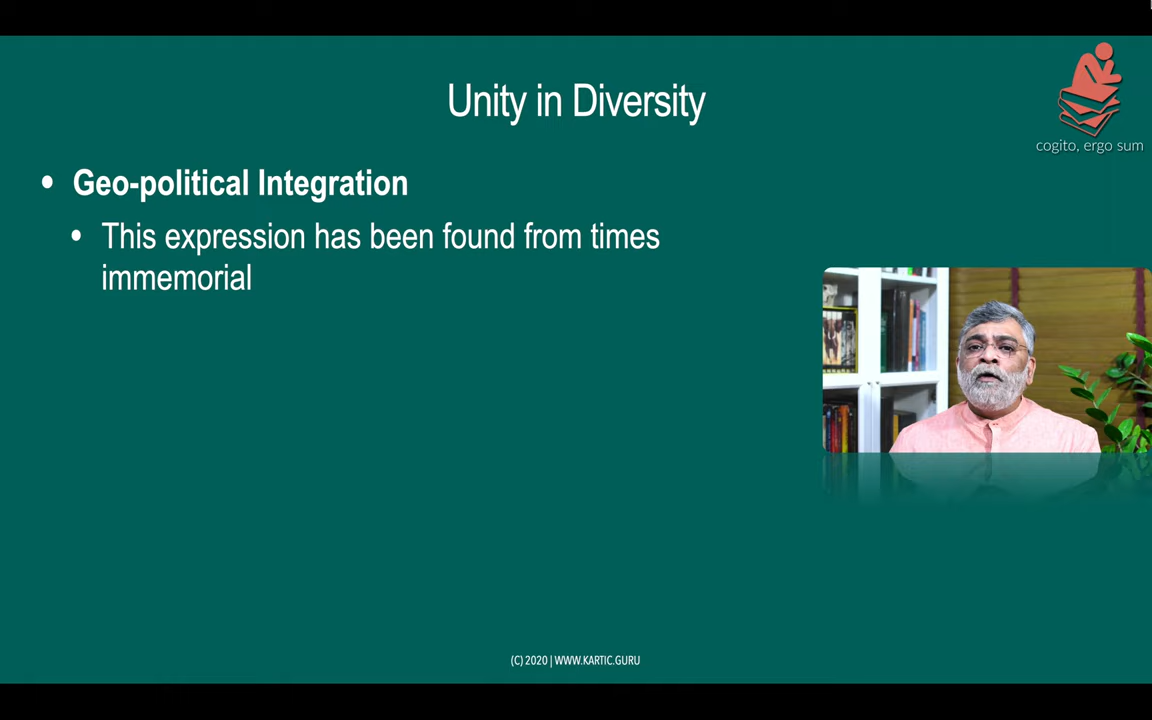 Unity in Diversity
cogito, ergo sum
• Geo-political Integration
• This expression has been found from times
immemorial
(C) 2020 | WWW.KARTIC.GURU